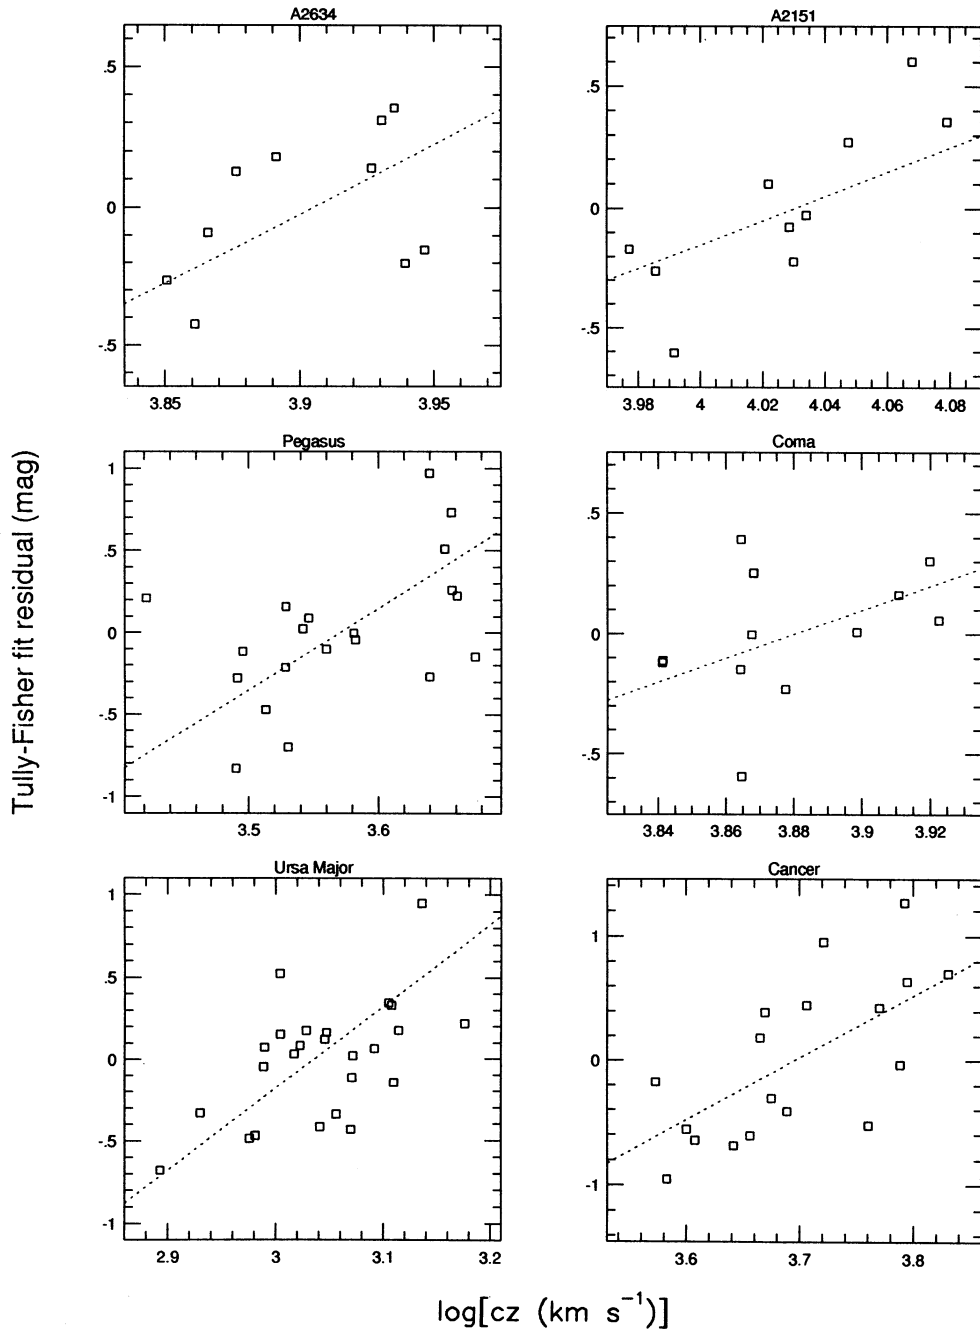 A2634
A2151
.5
0
-.5
3.85 3.9 3.95
.5
0
-.5
3.98 4 4.02 4.04 4.06 4.08
Pegasus
Coma
1
.5
0
-.5
-1
3.5 3.6
.5
0
-.5
3.84 3.86 3.88 3.9 3.92
Ursa Major
Cancer
1
.5
0
-.5
-1
2.9 3 3.1 3.2
1
0
-1
3.6 3.7 3.8
Tully-Fisher fit residual (mag)
log[cz (km s⁻¹)]